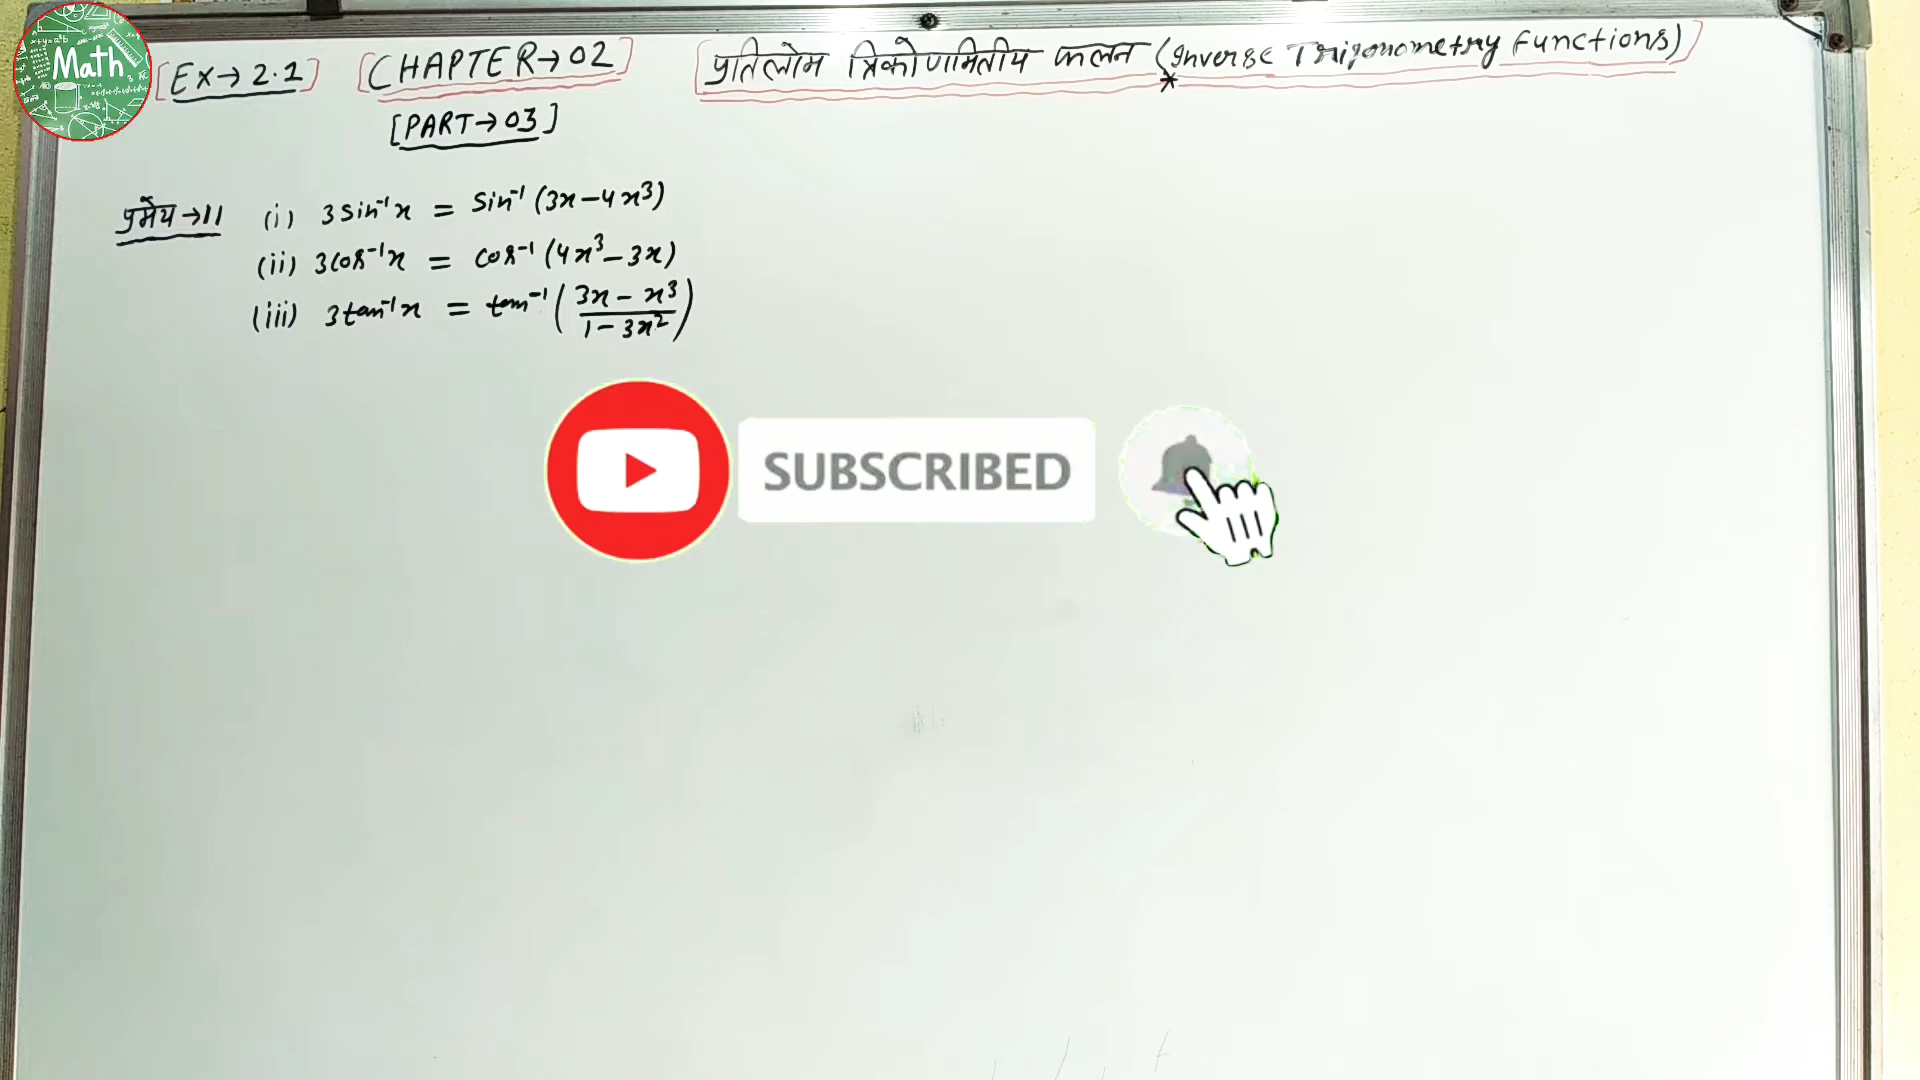 Math
[EX→2.1] [CHAPTER→02] [प्रतिलोम त्रिकोणमितीय फलन (Inverse Trigonometry Functions)]
[PART→03]
प्रमेय→11 (i) 3sin⁻¹x = sin⁻¹(3x−4x³)
(ii) 3cos⁻¹x = cos⁻¹(4x³−3x)
(iii) 3tan⁻¹x = tan⁻¹((3x−x³)/(1−3x²))
SUBSCRIBED